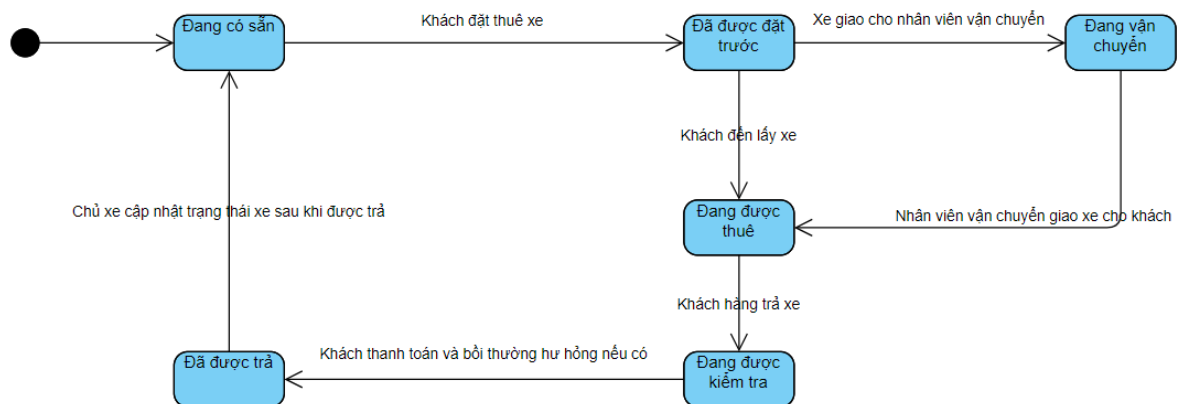 Khách đặt thuê xe
Xe giao cho nhân viên vận chuyển
Đang có sẵn
Đã được đặt
trước
Đang vận
chuyển
Khách đến lấy xe
Chủ xe cập nhật trạng thái xe sau khi được trả
Đang được
thuê
Nhân viên vận chuyển giao xe cho khách
Khách hàng trả xe
Khách thanh toán và bồi thường hư hỏng nếu có
Đã được trả
Đang được
kiểm tra